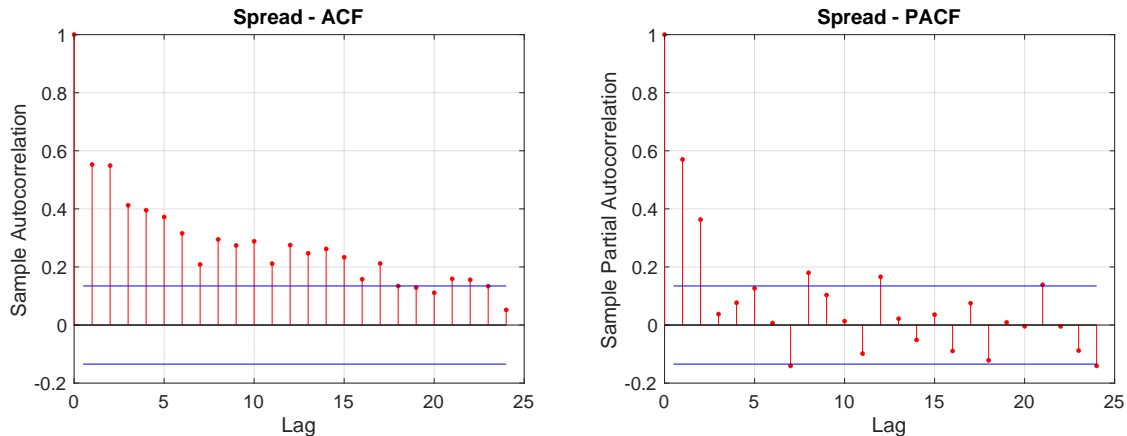 Spread - ACF
1
0.8
0.6
0.4
0.2
0
-0.2
0 5 10 15 20 25
Sample Autocorrelation
Lag
Spread - PACF
1
0.8
0.6
0.4
0.2
0
-0.2
0 5 10 15 20 25
Sample Partial Autocorrelation
Lag